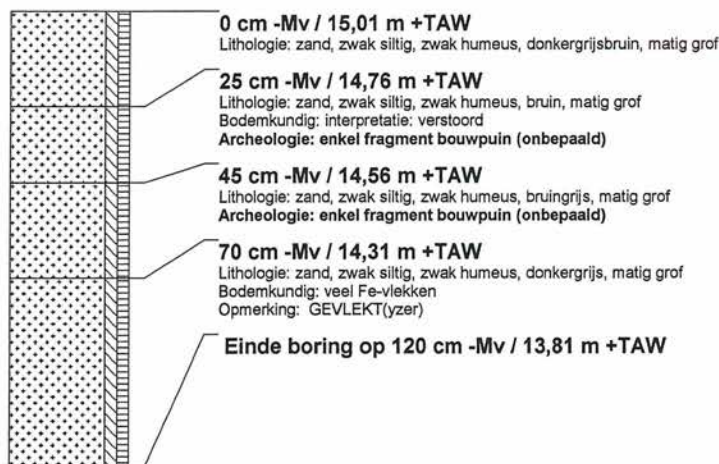 0 cm -Mv / 15,01 m +TAW
Lithologie: zand, zwak siltig, zwak humeus, donkergrijsbruin, matig grof
25 cm -Mv / 14,76 m +TAW
Lithologie: zand, zwak siltig, zwak humeus, bruin, matig grof
Bodemkundig: interpretatie: verstoord
Archeologie: enkel fragment bouwpuin (onbepaald)
45 cm -Mv / 14,56 m +TAW
Lithologie: zand, zwak siltig, zwak humeus, bruingrijs, matig grof
Archeologie: enkel fragment bouwpuin (onbepaald)
70 cm -Mv / 14,31 m +TAW
Lithologie: zand, zwak siltig, zwak humeus, donkergrijs, matig grof
Bodemkundig: veel Fe-vlekken
Opmerking: GEVLEKT(yzer)
Einde boring op 120 cm -Mv / 13,81 m +TAW